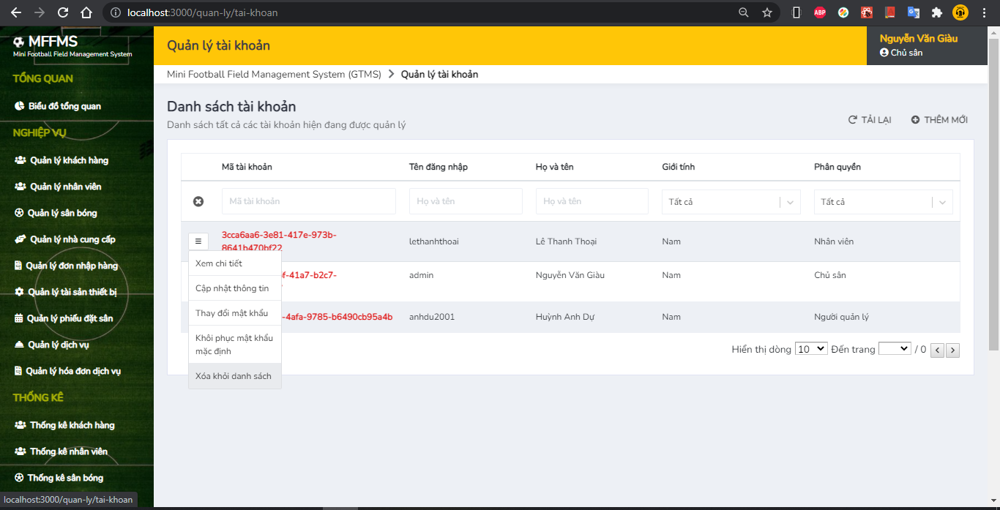 localhost:3000/quan-ly/tai-khoan
ABP
MFFMS
Mini Football Field Management System
TỔNG QUAN
Biểu đồ tổng quan
NGHIỆP VỤ
Quản lý khách hàng
Quản lý nhân viên
Quản lý sân bóng
Quản lý nhà cung cấp
Quản lý đơn nhập hàng
Quản lý tài sản thiết bị
Quản lý phiếu đặt sân
Quản lý dịch vụ
Quản lý hóa đơn dịch vụ
THỐNG KÊ
Thống kê khách hàng
Thống kê nhân viên
Thống kê sân bóng
localhost:3000/quan-ly/tai-khoan
Quản lý tài khoản
Nguyễn Văn Giàu
Chủ sân
Mini Football Field Management System (GTMS) Quản lý tài khoản
Danh sách tài khoản
Danh sách tất cả các tài khoản hiện đang được quản lý
TẢI LẠI THÊM MỚI
Mã tài khoản Tên đăng nhập Họ và tên Giới tính Phân quyền
Mã tài khoản Họ và tên Họ và tên Tất cả Tất cả
3cca6aa6-3e81-417e-973b-
8641b470bf22 lethanhthoai Lê Thanh Thoại Nam Nhân viên
f-41a7-b2c7- admin Nguyễn Văn Giàu Nam Chủ sân
-4afa-9785-b6490cb95a4b anhdu2001 Huỳnh Anh Dự Nam Người quản lý
Xem chi tiết
Cập nhật thông tin
Thay đổi mật khẩu
Khôi phục mật khẩu
mặc định
Xóa khỏi danh sách
Hiển thị dòng 10 Đến trang / 0